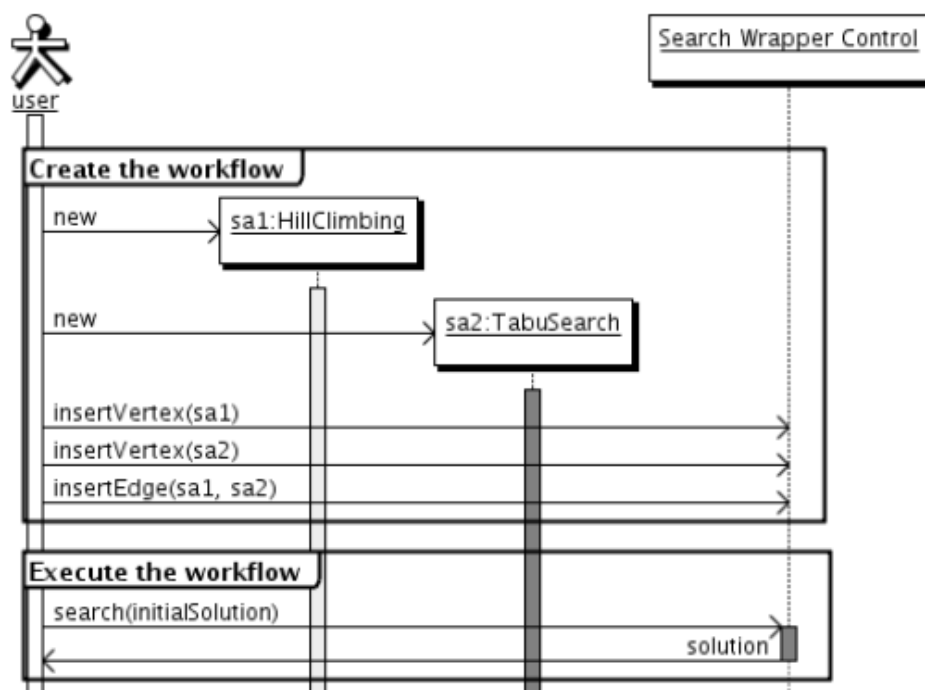 user
Search Wrapper Control
Create the workflow
new
sa1:HillClimbing
new
sa2:TabuSearch
insertVertex(sa1)
insertVertex(sa2)
insertEdge(sa1, sa2)
Execute the workflow
search(initialSolution)
solution